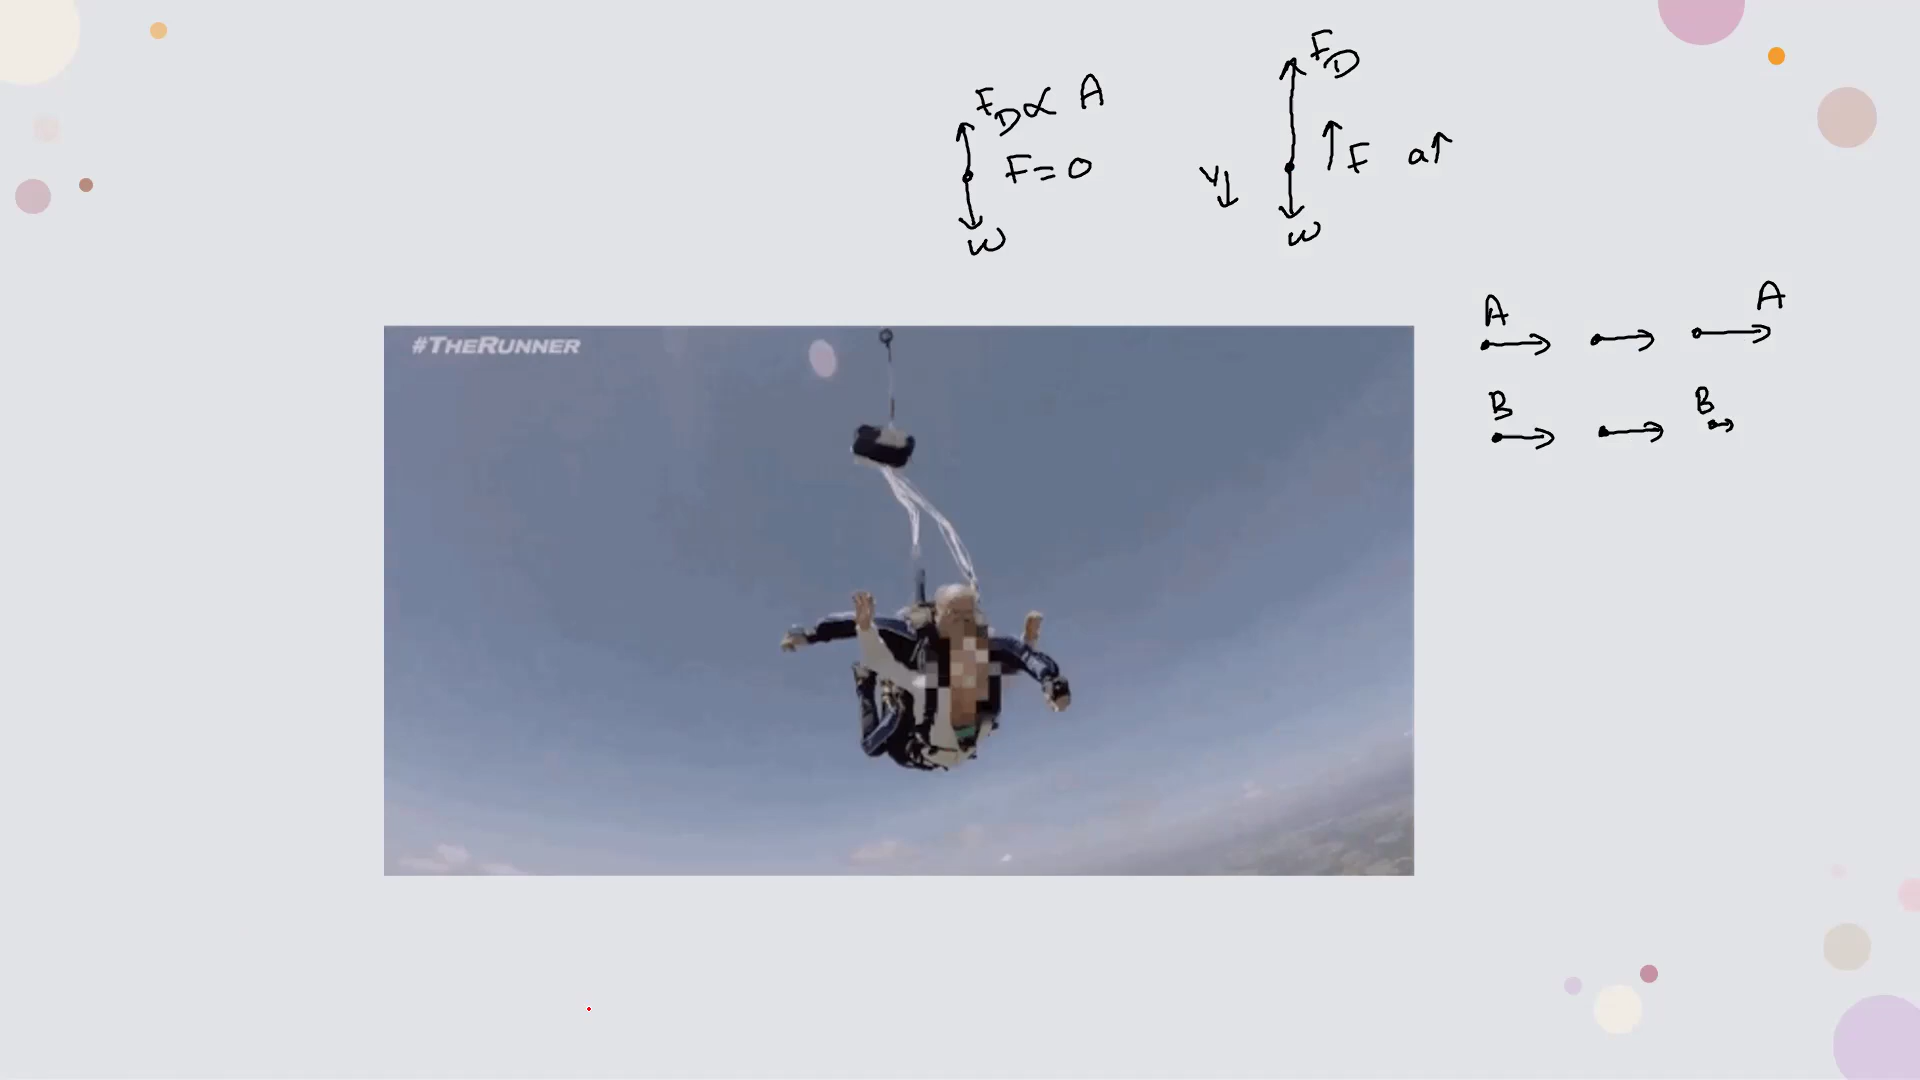 F_D ∝ A
F = 0
W
F_D
V↓
↑F a↑
W
A A
B B
#THERUNNER